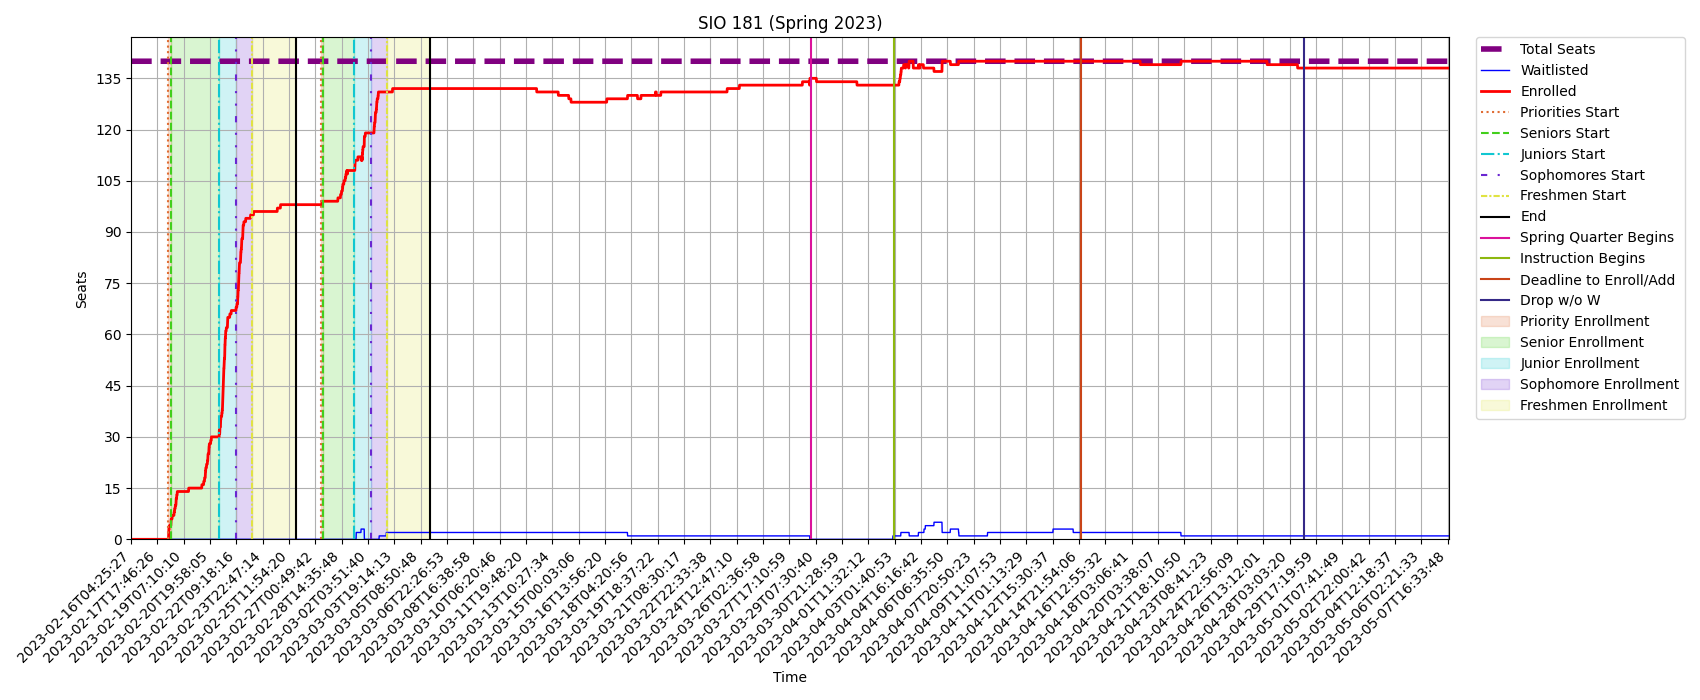 SIO 181 (Spring 2023)
Seats
135
120
105
90
75
60
45
30
15
0
2023-02-16T04:25:27
2023-02-17T17:46:26
2023-02-19T07:10:10
2023-02-20T19:58:05
2023-02-22T09:18:16
2023-02-23T22:47:14
2023-02-25T11:54:20
2023-02-27T00:49:42
2023-02-28T14:35:48
2023-03-02T03:51:40
2023-03-03T19:14:13
2023-03-05T08:50:48
2023-03-06T22:26:53
2023-03-08T16:38:58
2023-03-10T06:20:46
2023-03-11T19:48:20
2023-03-13T10:27:34
2023-03-15T00:03:06
2023-03-16T13:56:20
2023-03-18T04:20:56
2023-03-19T18:37:22
2023-03-21T08:30:17
2023-03-22T22:33:38
2023-03-24T12:47:10
2023-03-26T02:36:58
2023-03-27T17:10:59
2023-03-29T07:30:40
2023-03-30T21:28:59
2023-04-01T11:32:12
2023-04-03T01:40:53
2023-04-04T16:16:42
2023-04-06T06:35:50
2023-04-07T20:50:23
2023-04-09T11:07:53
2023-04-11T01:13:29
2023-04-12T15:30:37
2023-04-14T21:54:06
2023-04-16T12:55:32
2023-04-18T03:06:41
2023-04-20T03:38:07
2023-04-21T18:10:50
2023-04-23T08:41:23
2023-04-24T22:56:09
2023-04-26T13:12:01
2023-04-28T03:03:20
2023-04-29T17:19:59
2023-05-01T07:41:49
2023-05-02T22:00:42
2023-05-04T12:18:37
2023-05-06T02:21:33
2023-05-07T16:33:48
Time
Total Seats
Waitlisted
Enrolled
Priorities Start
Seniors Start
Juniors Start
Sophomores Start
Freshmen Start
End
Spring Quarter Begins
Instruction Begins
Deadline to Enroll/Add
Drop w/o W
Priority Enrollment
Senior Enrollment
Junior Enrollment
Sophomore Enrollment
Freshmen Enrollment